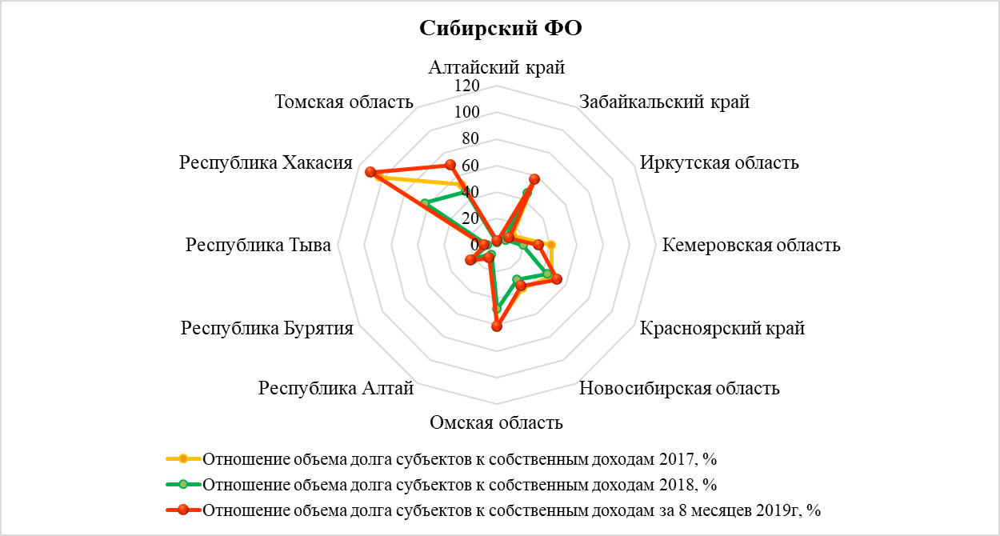 Сибирский ФО
Алтайский край
120
Томская область
Забайкальский край
100
80
Республика Хакасия
60
Иркутская область
40
20
Республика Тыва
0
Кемеровская область
Республика Бурятия
Красноярский край
Республика Алтай
Новосибирская область
Омская область
Отношение объема долга субъектов к собственным доходам 2017, %
Отношение объема долга субъектов к собственным доходам 2018, %
Отношение объема долга субъектов к собственным доходам за 8 месяцев 2019г, %